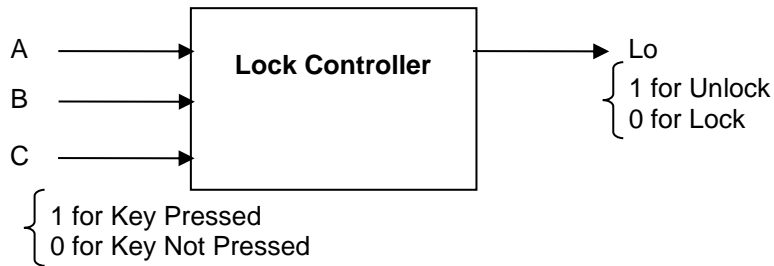 A
Lock Controller
Lo
B
1 for Unlock
0 for Lock
C
1 for Key Pressed
0 for Key Not Pressed